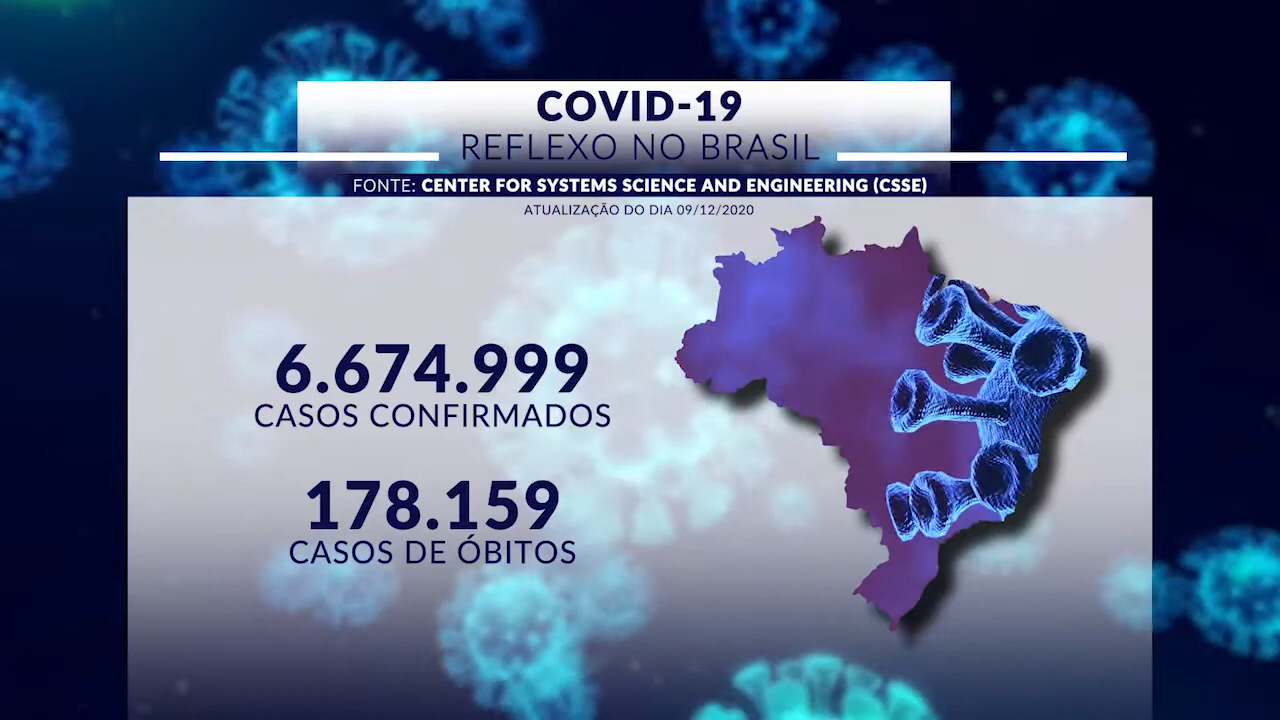 COVID-19
REFLEXO NO BRASIL
FONTE: CENTER FOR SYSTEMS SCIENCE AND ENGINEERING (CSSE)
ATUALIZAÇÃO DO DIA 09/12/2020
6.674.999
CASOS CONFIRMADOS
178.159
CASOS DE ÓBITOS